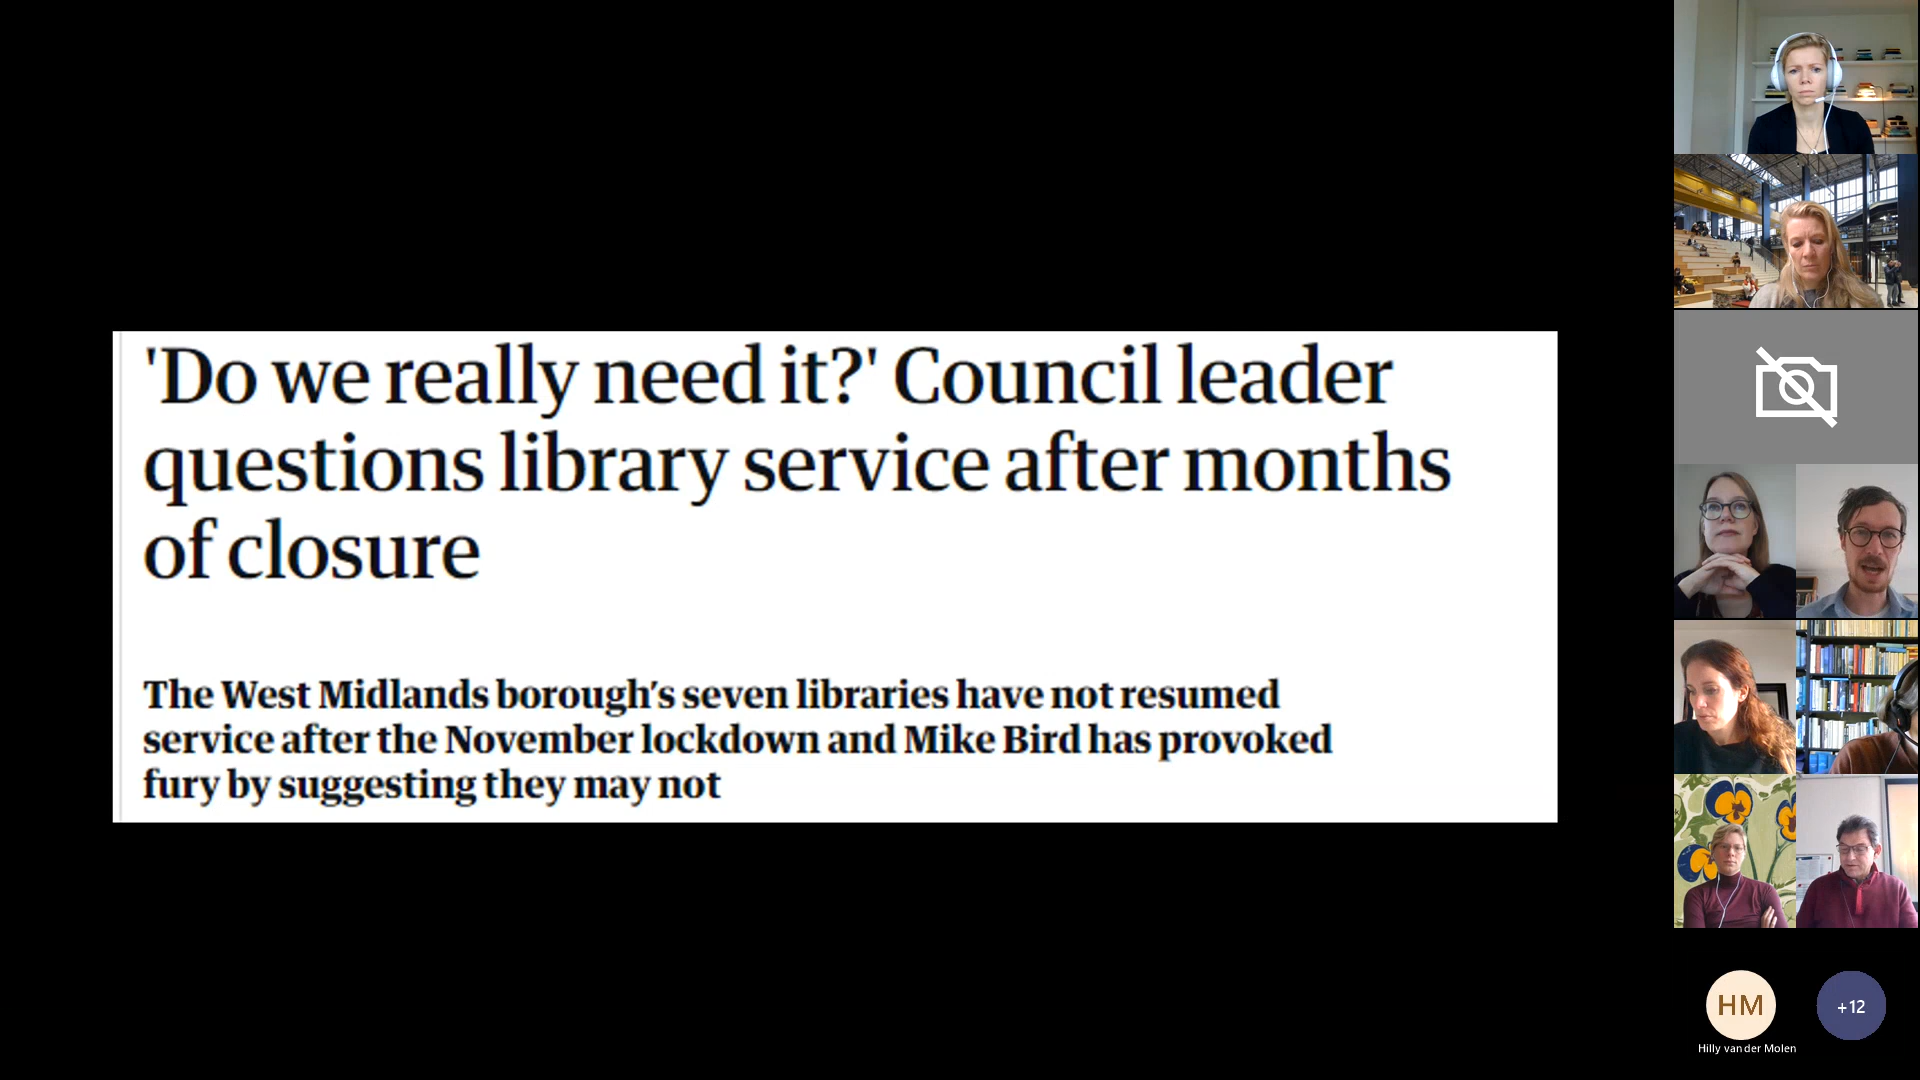 'Do we really need it?' Council leader
questions library service after months
of closure
The West Midlands borough's seven libraries have not resumed
service after the November lockdown and Mike Bird has provoked
fury by suggesting they may not
HM
+12
Hilly van der Molen